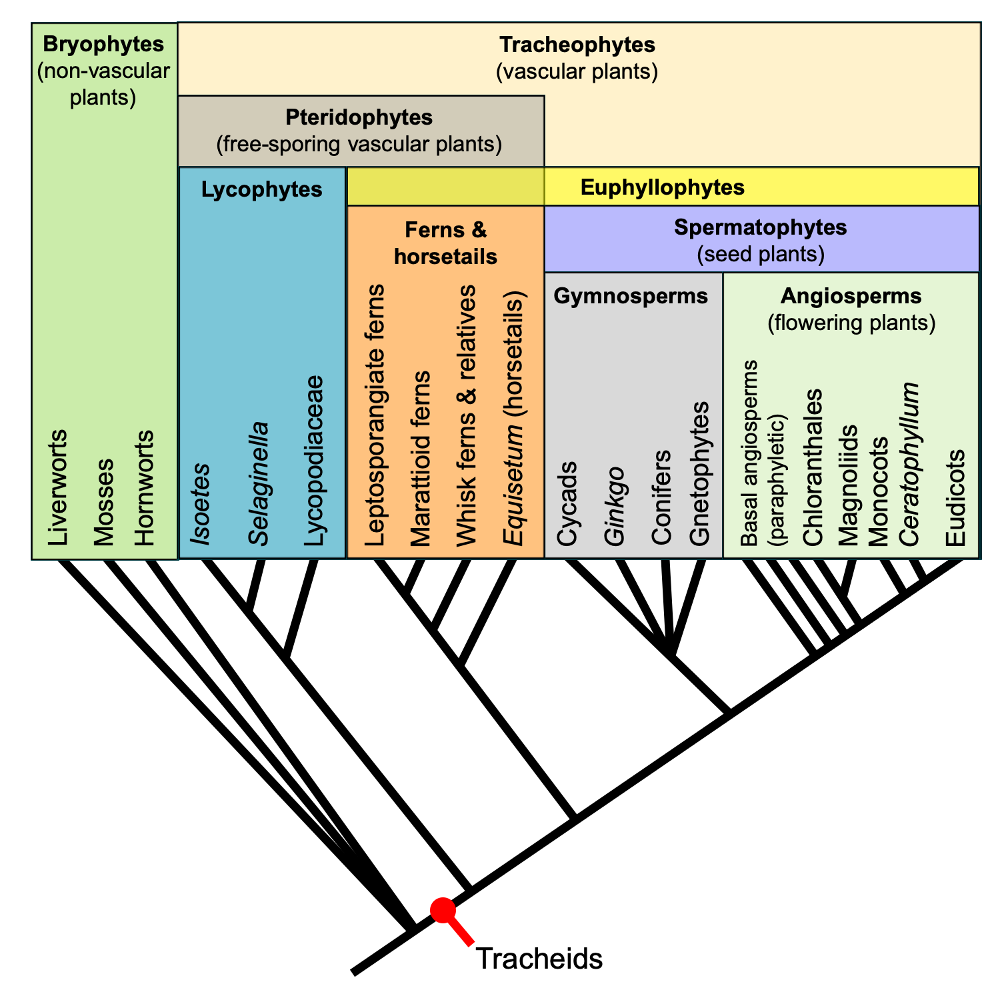 Bryophytes
(non-vascular
plants)
Tracheophytes
(vascular plants)
Pteridophytes
(free-sporing vascular plants)
Lycophytes
Euphyllophytes
Ferns &
horsetails
Spermatophytes
(seed plants)
Gymnosperms
Angiosperms
(flowering plants)
Liverworts
Mosses
Hornworts
Isoetes
Selaginella
Lycopodiaceae
Leptosporangiate ferns
Marattioid ferns
Whisk ferns & relatives
Equisetum (horsetails)
Cycads
Ginkgo
Conifers
Gnetophytes
Basal angiosperms
(paraphyletic)
Chloranthales
Magnoliids
Monocots
Ceratophyllum
Eudicots
Tracheids